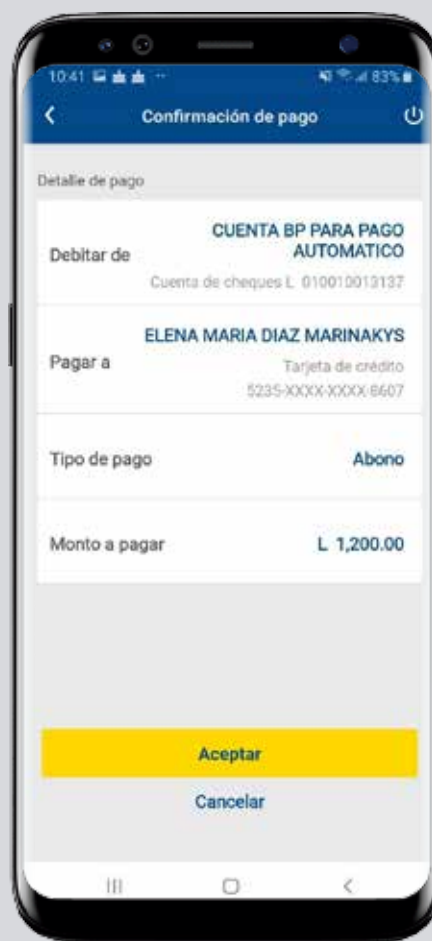 10:41 83%
Confirmación de pago
Detalle de pago
Debitar de
CUENTA BP PARA PAGO
AUTOMATICO
Cuenta de cheques L 010010013137
Pagar a
ELENA MARIA DIAZ MARINAKYS
Tarjeta de crédito
5235-XXXX-XXXX-8607
Tipo de pago Abono
Monto a pagar L 1,200.00
Aceptar
Cancelar